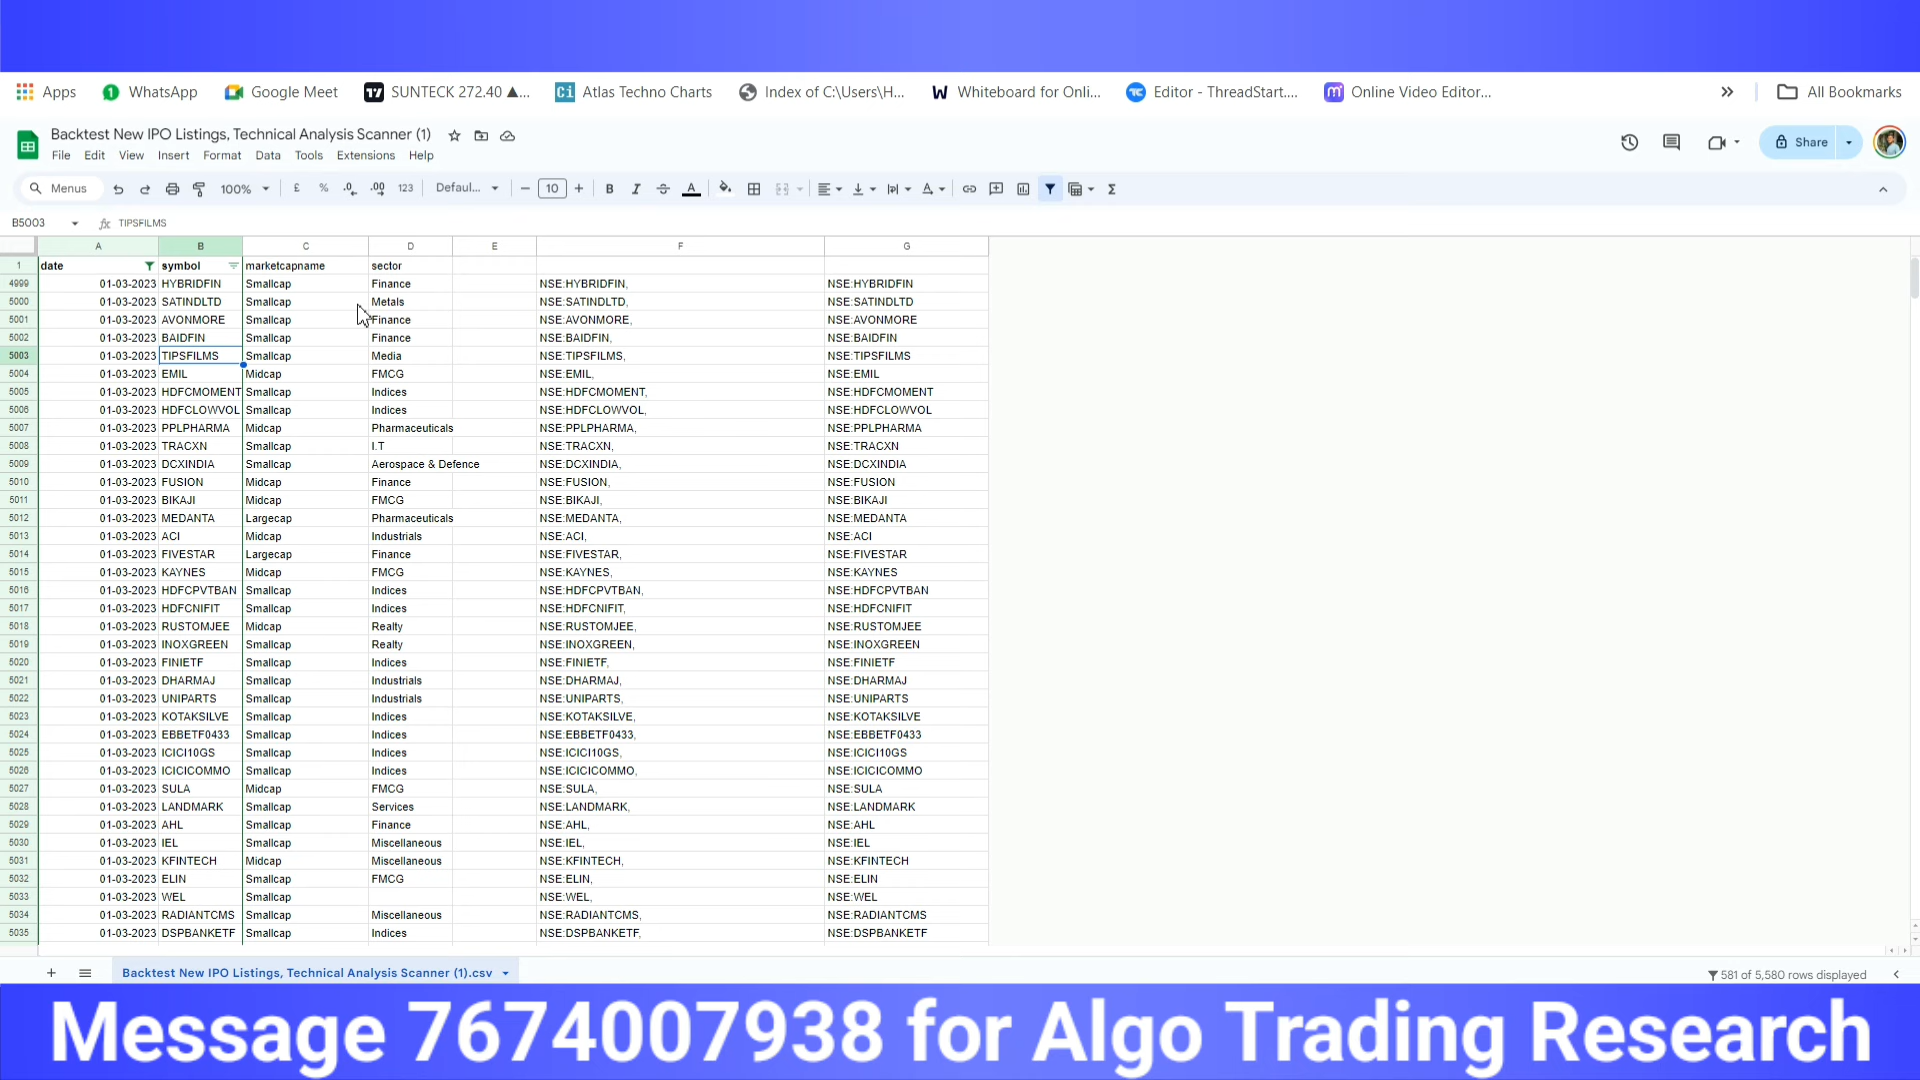 Apps WhatsApp Google Meet SUNTECK 272.40 ▲... Atlas Techno Charts Index of C:\Users\H... Whiteboard for Onli... Editor - ThreadStart.... Online Video Editor... All Bookmarks
Backtest New IPO Listings, Technical Analysis Scanner (1)
File Edit View Insert Format Data Tools Extensions Help
Share
Menus 100% £ % .0 .00 123 Defaul... 10 B I A
B5003 fx TIPSFILMS
A B C D E F G
1 date symbol marketcapname sector
4999 01-03-2023 HYBRIDFIN Smallcap Finance NSE:HYBRIDFIN, NSE:HYBRIDFIN
5000 01-03-2023 SATINDLTD Smallcap Metals NSE:SATINDLTD, NSE:SATINDLTD
5001 01-03-2023 AVONMORE Smallcap Finance NSE:AVONMORE, NSE:AVONMORE
5002 01-03-2023 BAIDFIN Smallcap Finance NSE:BAIDFIN, NSE:BAIDFIN
5003 01-03-2023 TIPSFILMS Smallcap Media NSE:TIPSFILMS, NSE:TIPSFILMS
5004 01-03-2023 EMIL Midcap FMCG NSE:EMIL, NSE:EMIL
5005 01-03-2023 HDFCMOMENT Smallcap Indices NSE:HDFCMOMENT, NSE:HDFCMOMENT
5006 01-03-2023 HDFCLOWVOL Smallcap Indices NSE:HDFCLOWVOL, NSE:HDFCLOWVOL
5007 01-03-2023 PPLPHARMA Midcap Pharmaceuticals NSE:PPLPHARMA, NSE:PPLPHARMA
5008 01-03-2023 TRACXN Smallcap I.T NSE:TRACXN, NSE:TRACXN
5009 01-03-2023 DCXINDIA Smallcap Aerospace & Defence NSE:DCXINDIA, NSE:DCXINDIA
5010 01-03-2023 FUSION Midcap Finance NSE:FUSION, NSE:FUSION
5011 01-03-2023 BIKAJI Midcap FMCG NSE:BIKAJI, NSE:BIKAJI
5012 01-03-2023 MEDANTA Largecap Pharmaceuticals NSE:MEDANTA, NSE:MEDANTA
5013 01-03-2023 ACI Midcap Industrials NSE:ACI, NSE:ACI
5014 01-03-2023 FIVESTAR Largecap Finance NSE:FIVESTAR, NSE:FIVESTAR
5015 01-03-2023 KAYNES Midcap FMCG NSE:KAYNES, NSE:KAYNES
5016 01-03-2023 HDFCPVTBAN Smallcap Indices NSE:HDFCPVTBAN, NSE:HDFCPVTBAN
5017 01-03-2023 HDFCNIFIT Smallcap Indices NSE:HDFCNIFIT, NSE:HDFCNIFIT
5018 01-03-2023 RUSTOMJEE Midcap Realty NSE:RUSTOMJEE, NSE:RUSTOMJEE
5019 01-03-2023 INOXGREEN Smallcap Realty NSE:INOXGREEN, NSE:INOXGREEN
5020 01-03-2023 FINIETF Smallcap Indices NSE:FINIETF, NSE:FINIETF
5021 01-03-2023 DHARMAJ Smallcap Industrials NSE:DHARMAJ, NSE:DHARMAJ
5022 01-03-2023 UNIPARTS Smallcap Industrials NSE:UNIPARTS, NSE:UNIPARTS
5023 01-03-2023 KOTAKSILVE Smallcap Indices NSE:KOTAKSILVE, NSE:KOTAKSILVE
5024 01-03-2023 EBBETF0433 Smallcap Indices NSE:EBBETF0433, NSE:EBBETF0433
5025 01-03-2023 ICICI10GS Smallcap Indices NSE:ICICI10GS, NSE:ICICI10GS
5026 01-03-2023 ICICICOMMO Smallcap Indices NSE:ICICICOMMO, NSE:ICICICOMMO
5027 01-03-2023 SULA Midcap FMCG NSE:SULA, NSE:SULA
5028 01-03-2023 LANDMARK Smallcap Services NSE:LANDMARK, NSE:LANDMARK
5029 01-03-2023 AHL Smallcap Finance NSE:AHL, NSE:AHL
5030 01-03-2023 IEL Smallcap Miscellaneous NSE:IEL, NSE:IEL
5031 01-03-2023 KFINTECH Midcap Miscellaneous NSE:KFINTECH, NSE:KFINTECH
5032 01-03-2023 ELIN Smallcap FMCG NSE:ELIN, NSE:ELIN
5033 01-03-2023 WEL Smallcap NSE:WEL, NSE:WEL
5034 01-03-2023 RADIANTCMS Smallcap Miscellaneous NSE:RADIANTCMS, NSE:RADIANTCMS
5035 01-03-2023 DSPBANKETF Smallcap Indices NSE:DSPBANKETF, NSE:DSPBANKETF
Backtest New IPO Listings, Technical Analysis Scanner (1).csv 581 of 5,580 rows displayed
Message 7674007938 for Algo Trading Research